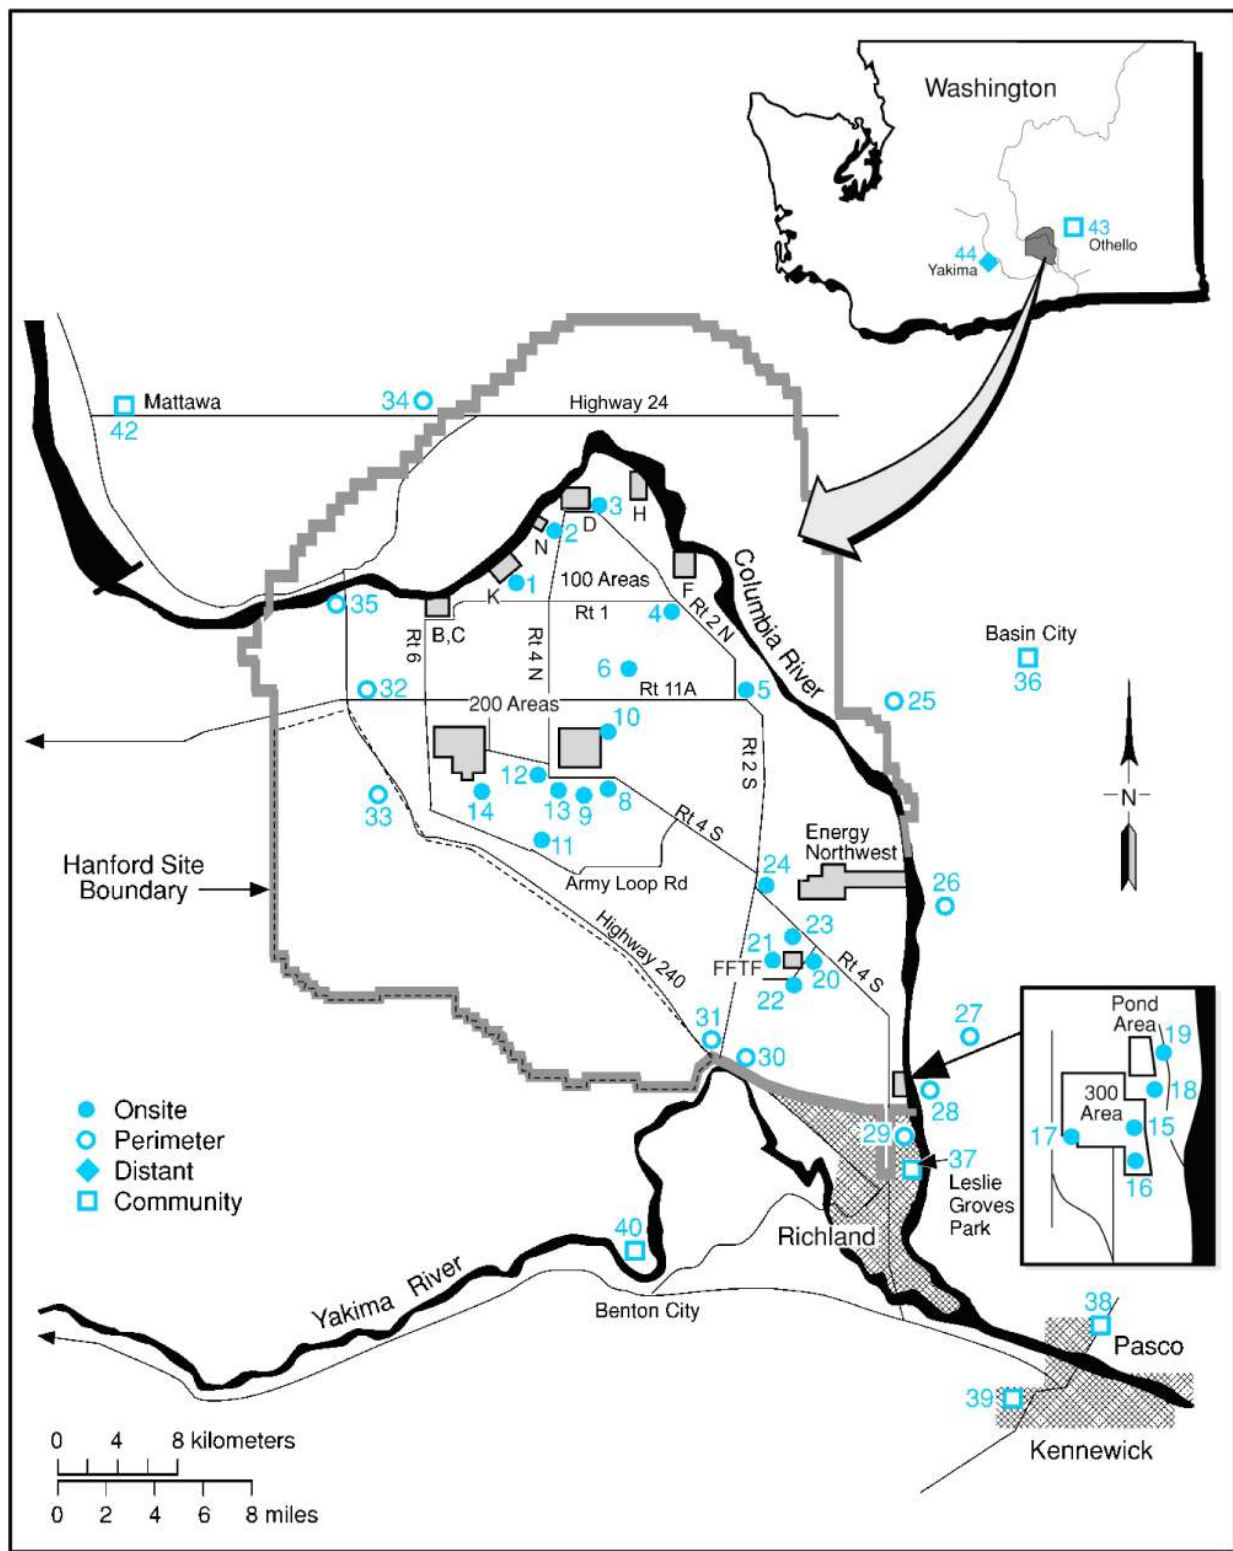 Washington
43
Othello
44
Yakima
Mattawa
42
34
Highway 24
3
D
H
2
N
1
K
100 Areas
F
Columbia River
35
B,C
Rt 1
4
Rt 2 N
Rt 6
Rt 4 N
6
Basin City
36
32
Rt 11A
5
25
200 Areas
10
Rt 2 S
12
14
13
9
8
33
11
Rt 4 S
N
Energy
Northwest
Hanford Site
Boundary
Army Loop Rd
24
26
Highway 240
23
21
FFTF
20
22
Rt 4 S
31
30
27
Pond
Area
19
18
300
Area
15
17
16
28
29
37
Leslie
Groves
Park
Onsite
Perimeter
Distant
Community
40
Richland
Yakima River
Benton City
38
Pasco
39
Kennewick
0 4 8 kilometers
0 2 4 6 8 miles